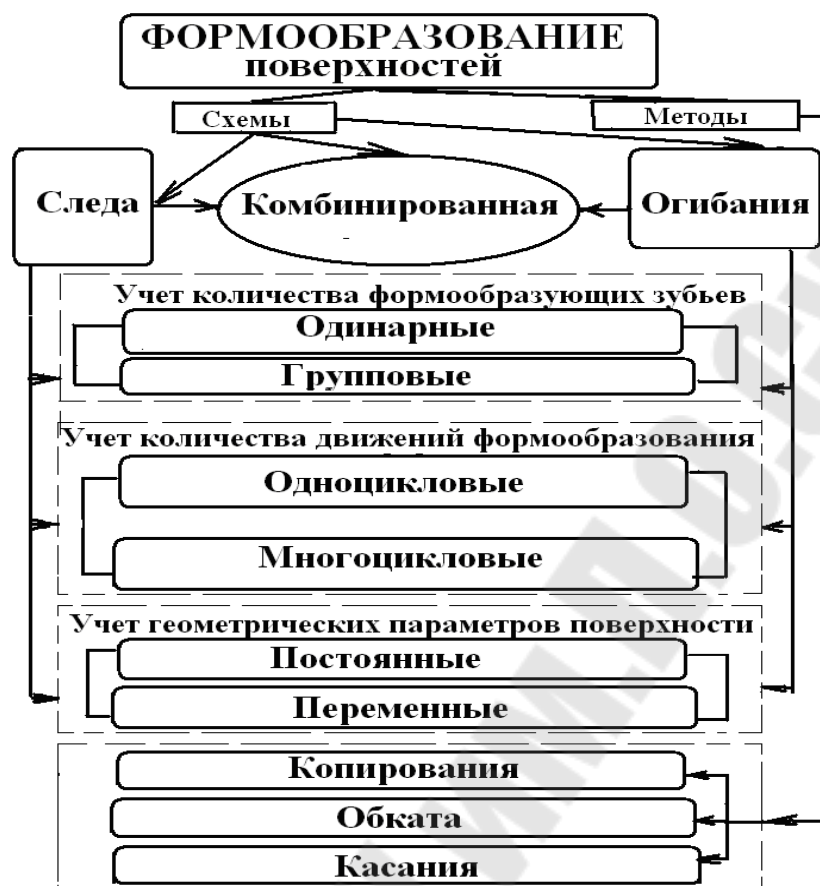 ФОРМООБРАЗОВАНИЕ
поверхностей
Схемы
Методы
Следа
Комбинированная
Огибания
Учет количества формообразующих зубьев
Одинарные
Групповые
Учет количества движений формообразования
Одноцикловые
Многоцикловые
Учет геометрических параметров поверхности
Постоянные
Переменные
Копирования
Обката
Касания